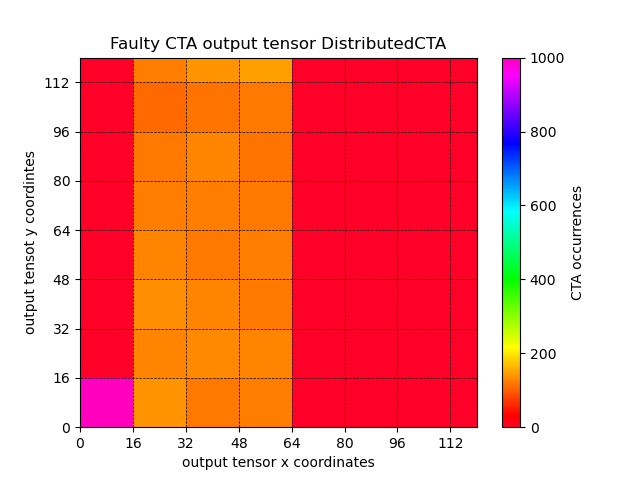 Faulty CTA output tensor DistributedCTA
output tensot y coordintes
112
96
80
64
48
32
16
0
0 16 32 48 64 80 96 112
output tensor x coordinates
1000
800
600
400
200
0
CTA occurrences